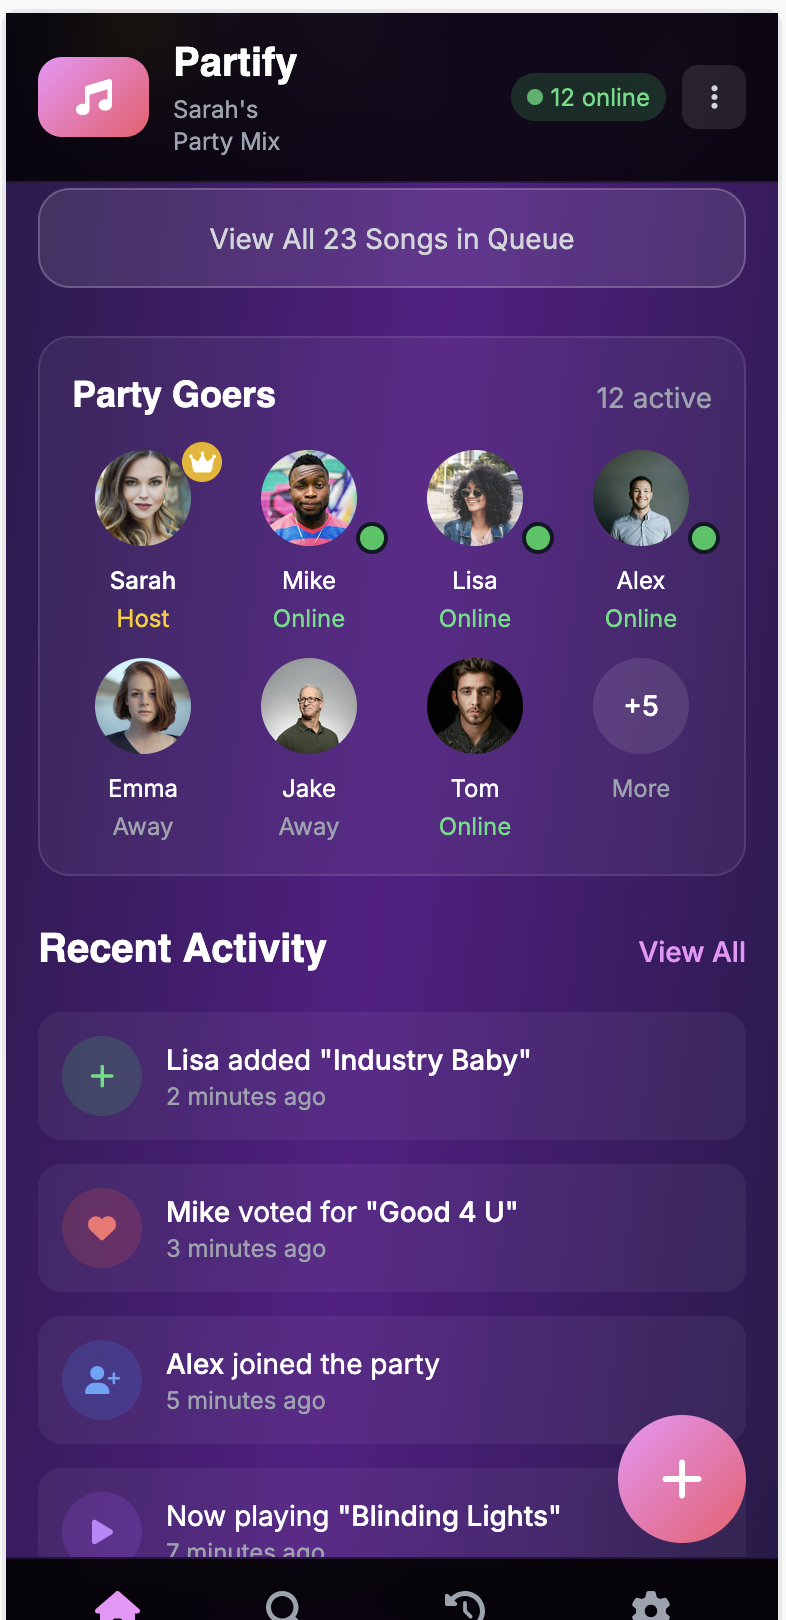 Partify
Sarah's
Party Mix
12 online
View All 23 Songs in Queue
Party Goers
12 active
Sarah
Host
Mike
Online
Lisa
Online
Alex
Online
Emma
Away
Jake
Away
Tom
Online
+5
More
Recent Activity
View All
Lisa added "Industry Baby"
2 minutes ago
Mike voted for "Good 4 U"
3 minutes ago
Alex joined the party
5 minutes ago
Now playing "Blinding Lights"
7 minutes ago